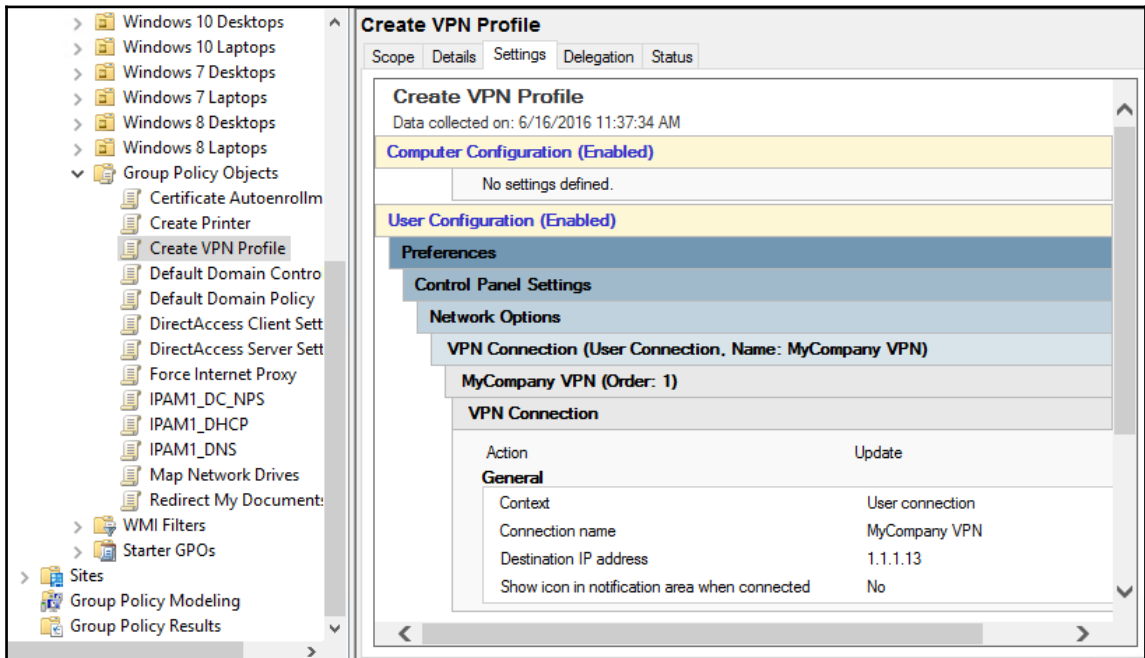 Windows 10 Desktops
Windows 10 Laptops
Windows 7 Desktops
Windows 7 Laptops
Windows 8 Desktops
Windows 8 Laptops
Group Policy Objects
Certificate Autoenrollm
Create Printer
Create VPN Profile
Default Domain Contro
Default Domain Policy
DirectAccess Client Sett
DirectAccess Server Sett
Force Internet Proxy
IPAM1_DC_NPS
IPAM1_DHCP
IPAM1_DNS
Map Network Drives
Redirect My Documents
WMI Filters
Starter GPOs
Sites
Group Policy Modeling
Group Policy Results
Create VPN Profile
Scope Details Settings Delegation Status
Create VPN Profile
Data collected on: 6/16/2016 11:37:34 AM
Computer Configuration (Enabled)
No settings defined.
User Configuration (Enabled)
Preferences
Control Panel Settings
Network Options
VPN Connection (User Connection, Name: MyCompany VPN)
MyCompany VPN (Order: 1)
VPN Connection
Action Update
General
Context User connection
Connection name MyCompany VPN
Destination IP address 1.1.1.13
Show icon in notification area when connected No